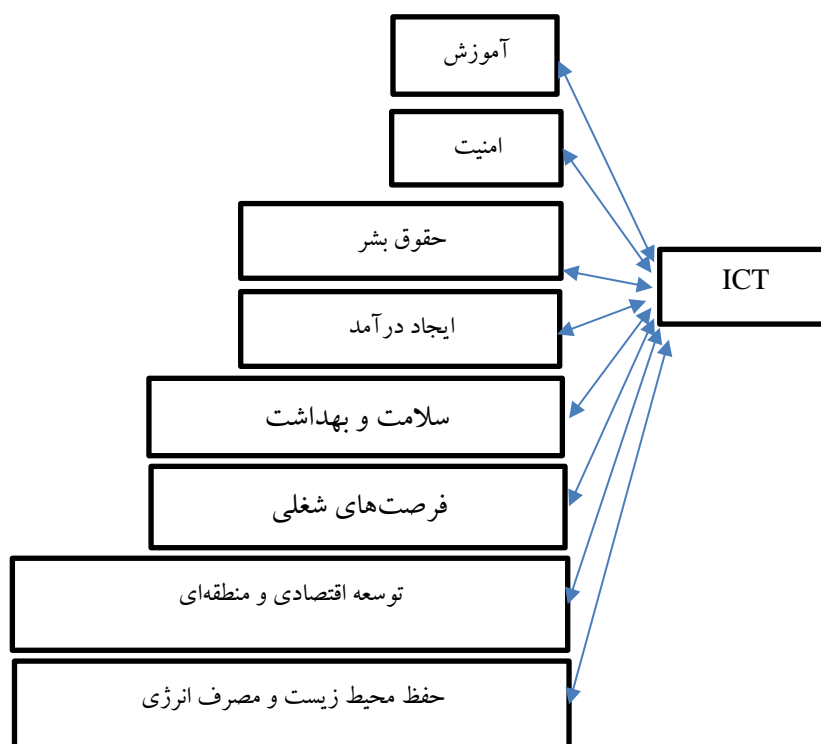 آموزش
امنیت
حقوق بشر
ICT
ایجاد درآمد
سلامت و بهداشت
فرصت‌های شغلی
توسعه اقتصادی و منطقه‌ای
حفظ محیط زیست و مصرف انرژی